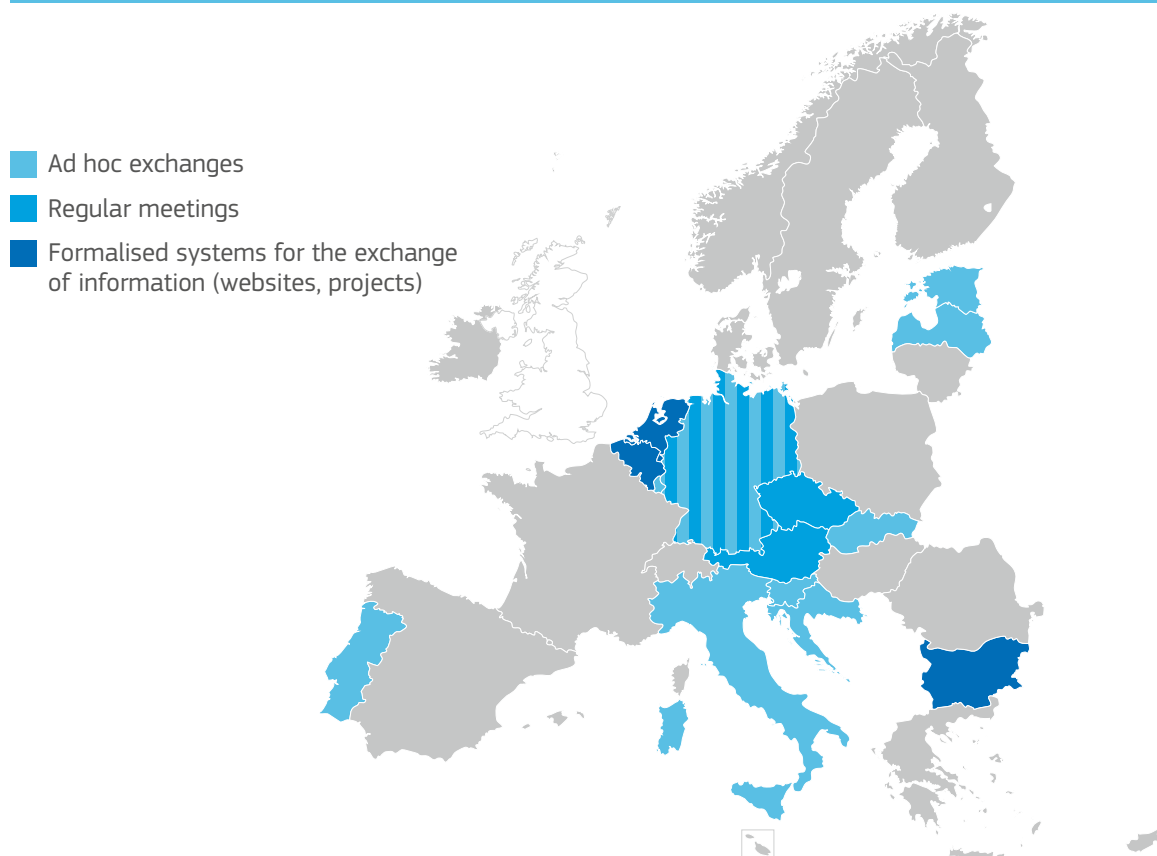 Ad hoc exchanges
Regular meetings
Formalised systems for the exchange
of information (websites, projects)